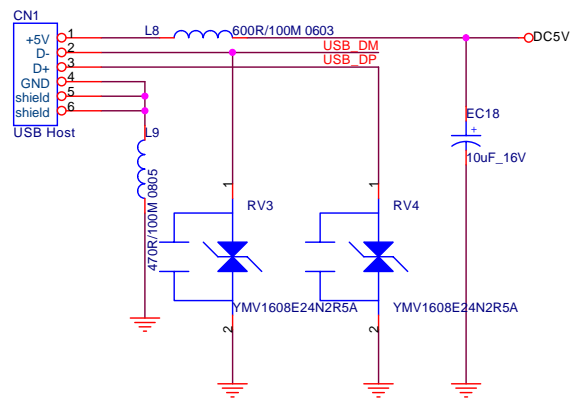 CN1
L8
600R/100M 0603
+5V
1
DC5V
D-
2
USB_DM
D+
3
USB_DP
GND
4
shield
5
shield
6
EC18
USB Host
L9
+
10uF_16V
470R/100M 0805
1
1
RV3
RV4
YMV1608E24N2R5A
YMV1608E24N2R5A
2
2